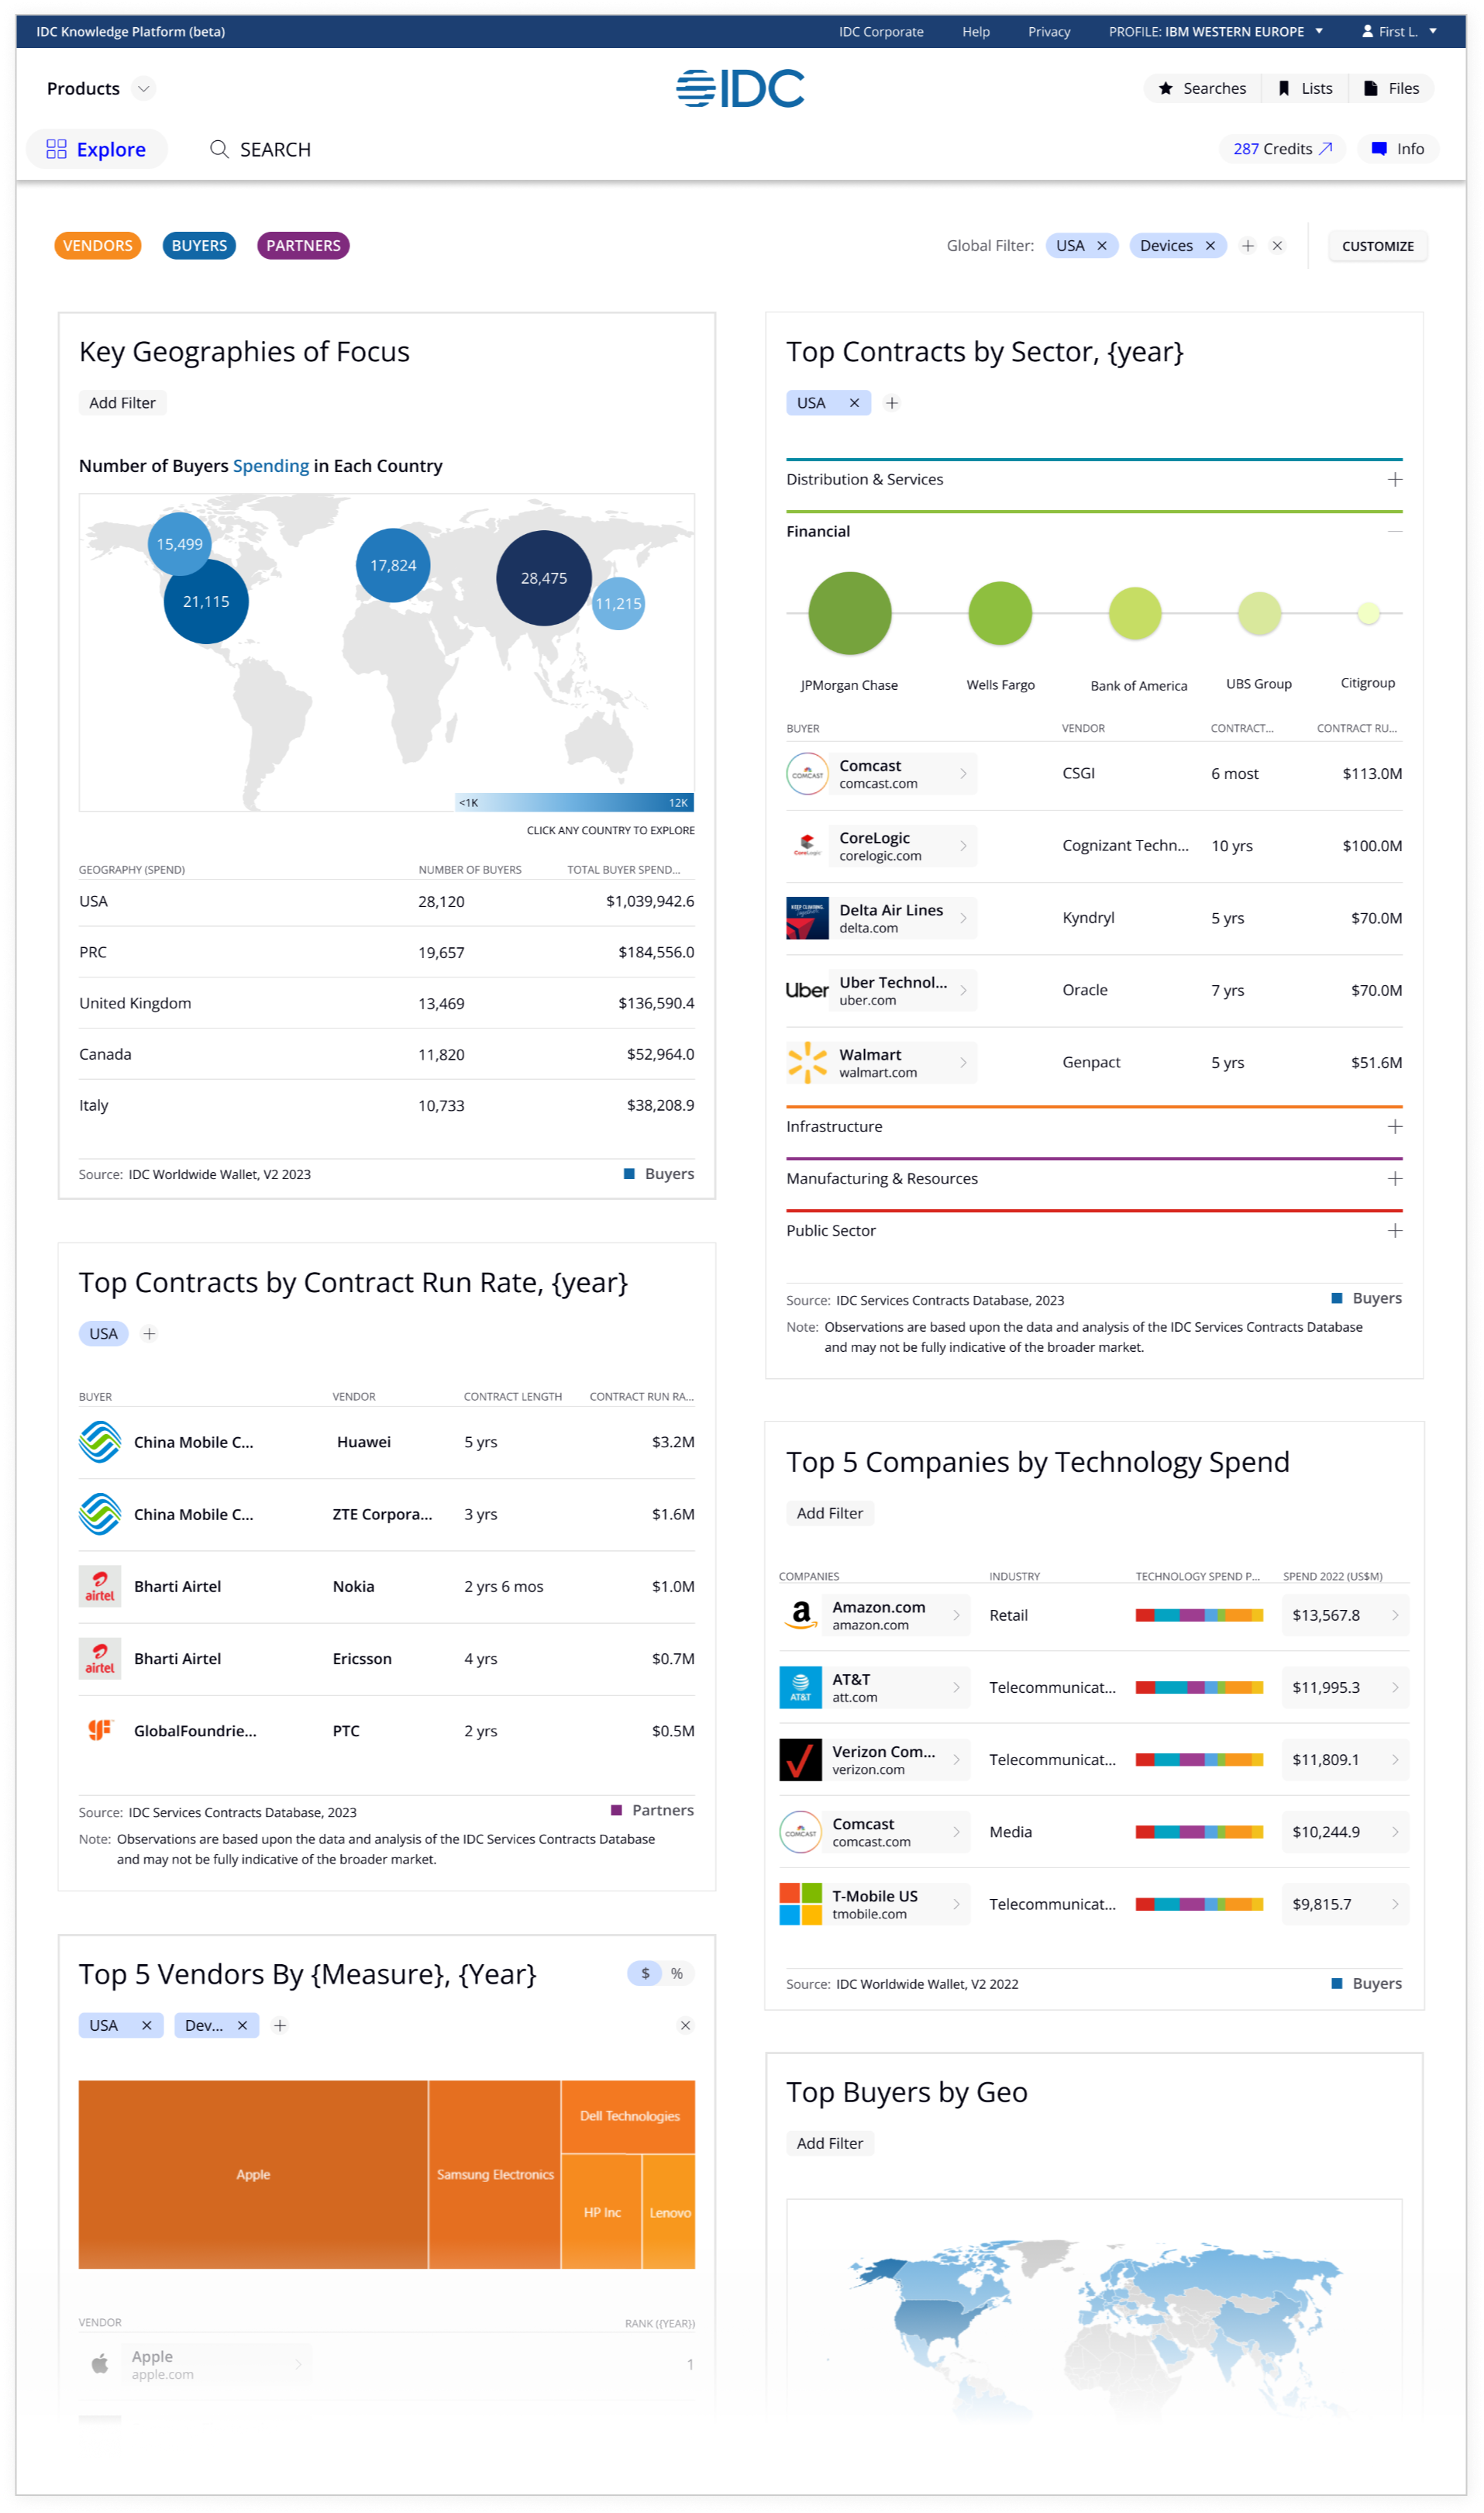 IDC Knowledge Platform (beta)
IDC Corporate
Help
Privacy
PROFILE: IBM WESTERN EUROPE
First L.
Products
IDC
Searches
Lists
Files
Explore
SEARCH
287 Credits
Info
VENDORS
BUYERS
PARTNERS
Global Filter:
USA
Devices
CUSTOMIZE
Key Geographies of Focus
Add Filter
Number of Buyers Spending in Each Country
15,499
21,115
17,824
28,475
11,215
<1K
12K
CLICK ANY COUNTRY TO EXPLORE
GEOGRAPHY (SPEND) NUMBER OF BUYERS TOTAL BUYER SPEND...
USA 28,120 $1,039,942.6
PRC 19,657 $184,556.0
United Kingdom 13,469 $136,590.4
Canada 11,820 $52,964.0
Italy 10,733 $38,208.9
Source: IDC Worldwide Wallet, V2 2023
Buyers
Top Contracts by Contract Run Rate, {year}
USA
BUYER VENDOR CONTRACT LENGTH CONTRACT RUN RA...
China Mobile C... Huawei 5 yrs $3.2M
China Mobile C... ZTE Corpora... 3 yrs $1.6M
airtel
Bharti Airtel Nokia 2 yrs 6 mos $1.0M
airtel
Bharti Airtel Ericsson 4 yrs $0.7M
gf
GlobalFoundrie... PTC 2 yrs $0.5M
Source: IDC Services Contracts Database, 2023
Partners
Note: Observations are based upon the data and analysis of the IDC Services Contracts Database
and may not be fully indicative of the broader market.
Top 5 Vendors By {Measure}, {Year}
$ %
USA
Dev...
Apple
Samsung Electronics
Dell Technologies
HP Inc
Lenovo
VENDOR RANK ({YEAR})
Apple
apple.com
1
Top Contracts by Sector, {year}
USA
Distribution & Services
Financial
JPMorgan Chase
Wells Fargo
Bank of America
UBS Group
Citigroup
BUYER VENDOR CONTRACT... CONTRACT RU...
COMCAST
Comcast
comcast.com
CSGI 6 most $113.0M
CoreLogic
CoreLogic
corelogic.com
Cognizant Techn... 10 yrs $100.0M
KEEP CLIMBING.
Delta Air Lines
delta.com
Kyndryl 5 yrs $70.0M
Uber
Uber Technol...
uber.com
Oracle 7 yrs $70.0M
Walmart
walmart.com
Genpact 5 yrs $51.6M
Infrastructure
Manufacturing & Resources
Public Sector
Source: IDC Services Contracts Database, 2023
Buyers
Note: Observations are based upon the data and analysis of the IDC Services Contracts Database
and may not be fully indicative of the broader market.
Top 5 Companies by Technology Spend
Add Filter
COMPANIES INDUSTRY TECHNOLOGY SPEND P... SPEND 2022 (US$M)
a
Amazon.com
amazon.com
Retail $13,567.8
AT&T
AT&T
att.com
Telecommunicat... $11,995.3
Verizon Com...
verizon.com
Telecommunicat... $11,809.1
COMCAST
Comcast
comcast.com
Media $10,244.9
T-Mobile US
tmobile.com
Telecommunicat... $9,815.7
Source: IDC Worldwide Wallet, V2 2022
Buyers
Top Buyers by Geo
Add Filter